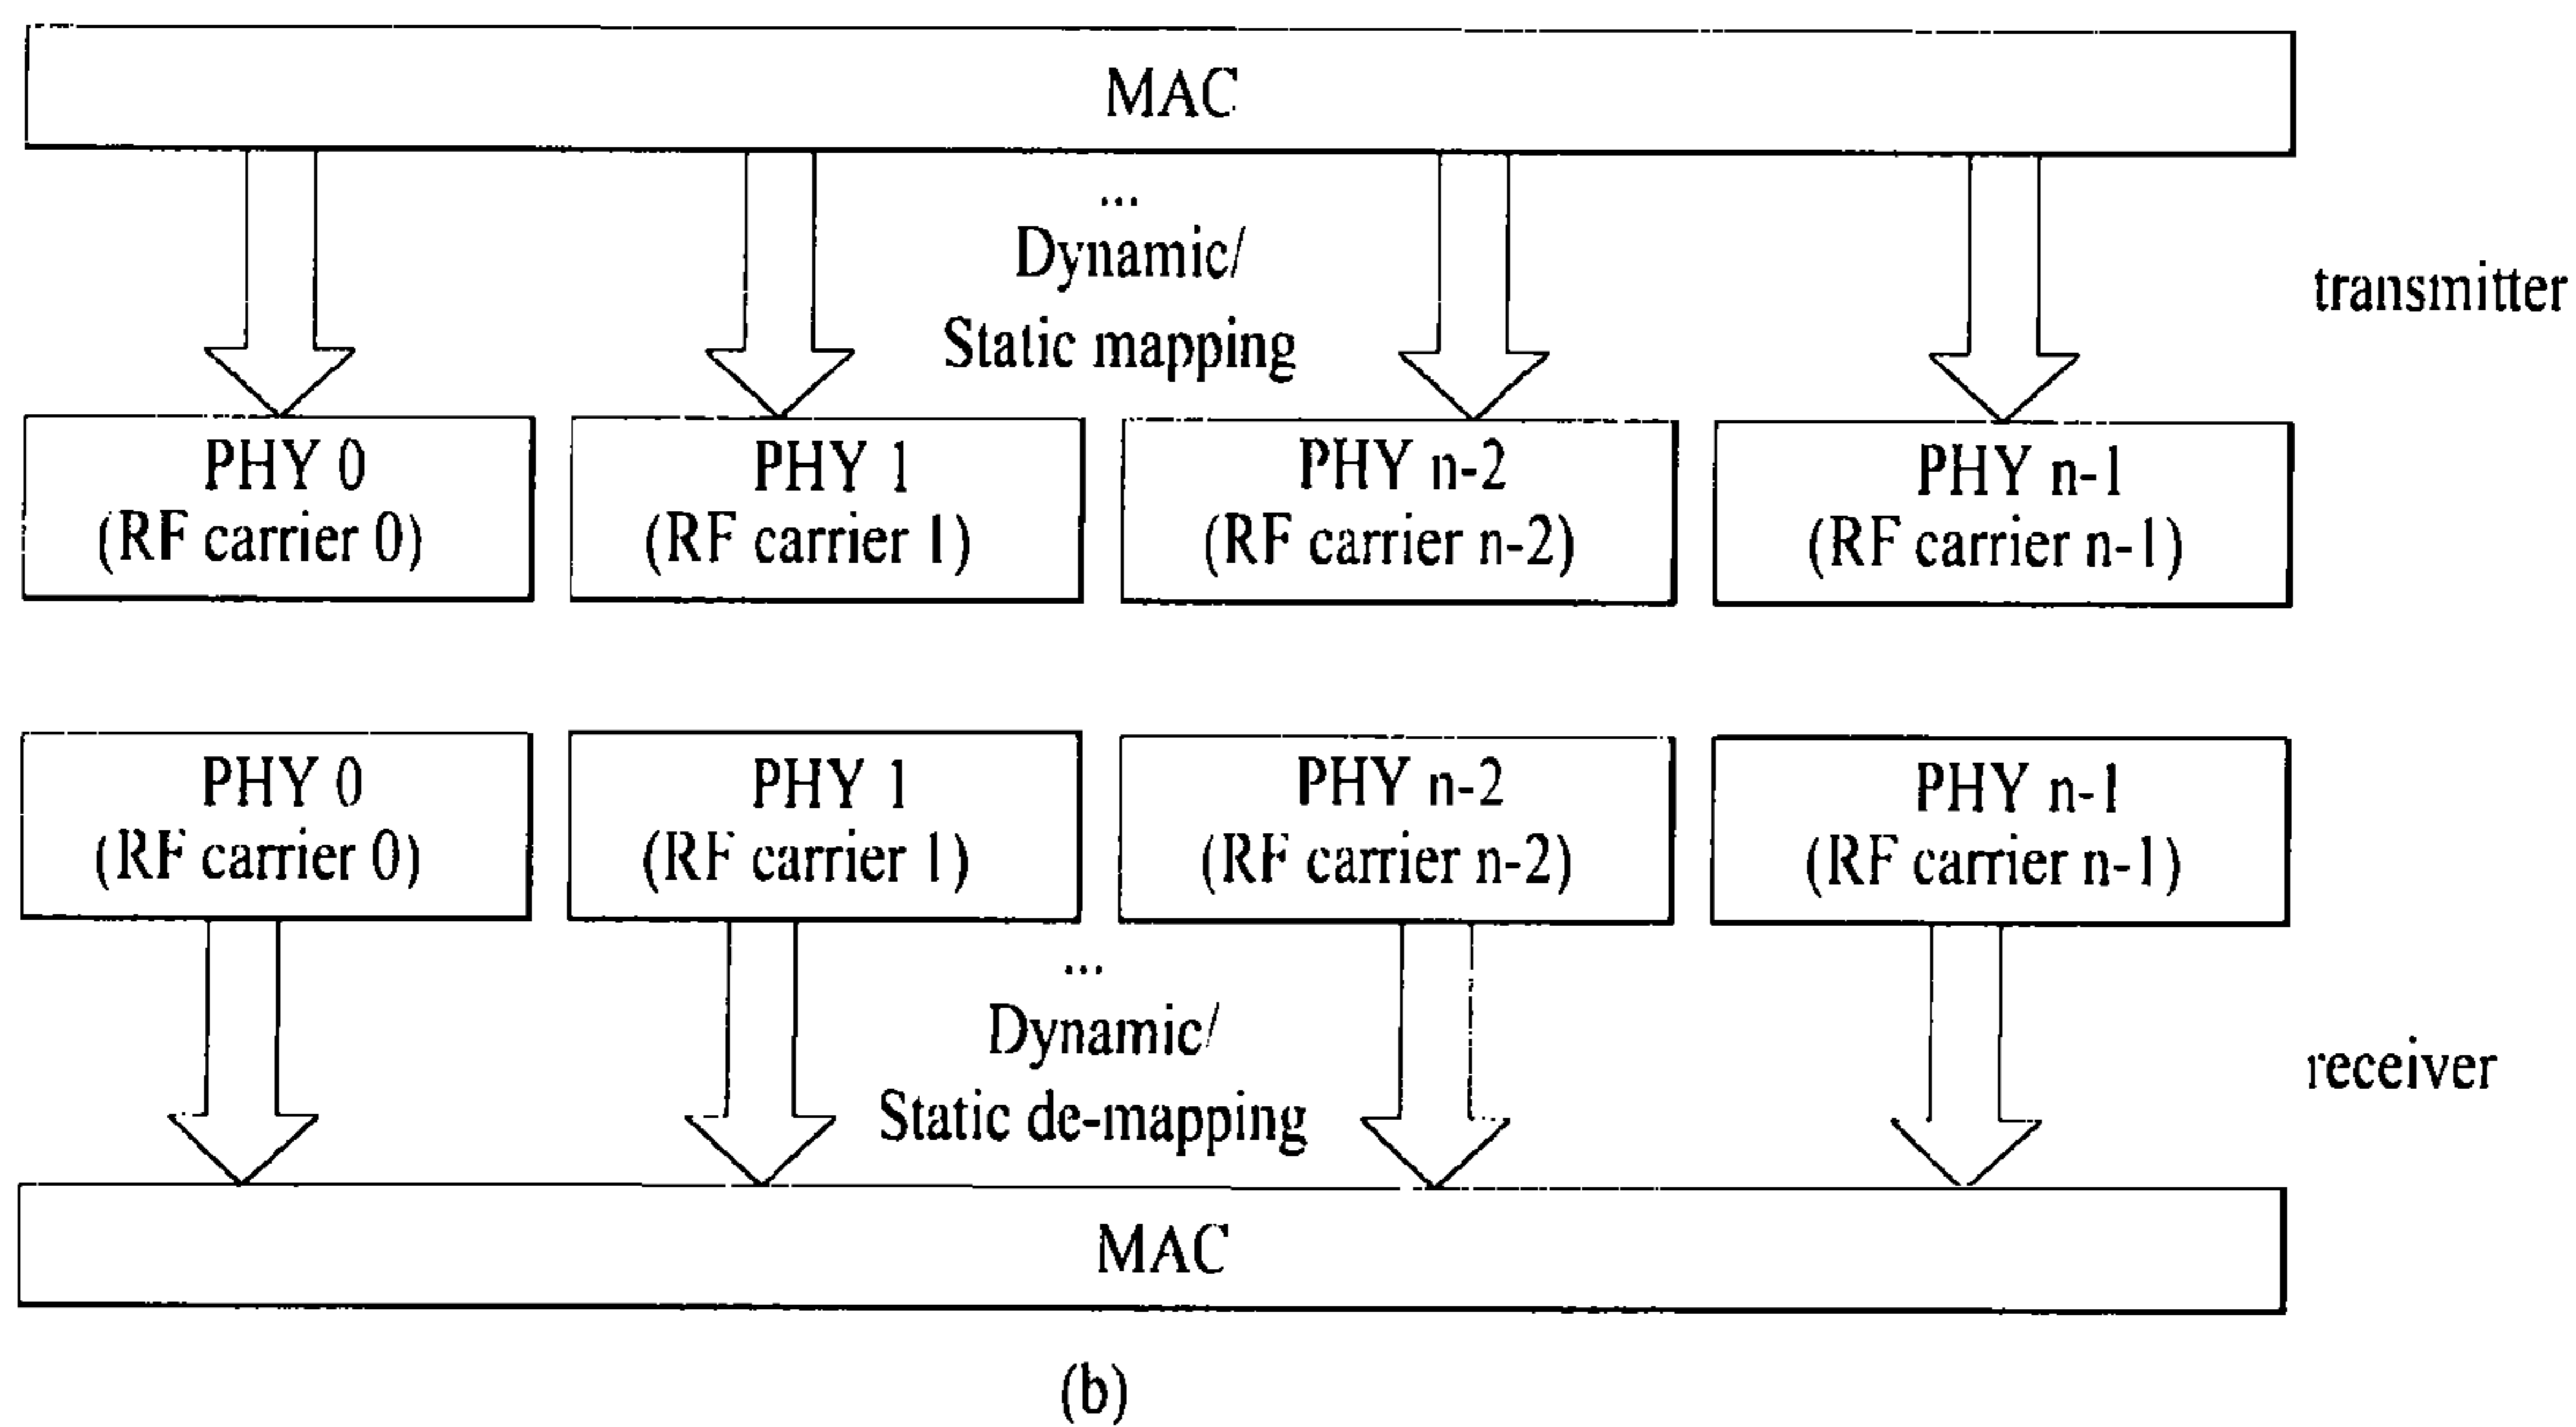 MAC
...
Dynamic/
Static mapping
transmitter
PHY 0
(RF carrier 0)
PHY 1
(RF carrier 1)
PHY n-2
(RF carrier n-2)
PHY n-1
(RF carrier n-1)
PHY 0
(RF carrier 0)
PHY 1
(RF carrier 1)
PHY n-2
(RF carrier n-2)
PHY n-1
(RF carrier n-1)
...
Dynamic/
Static de-mapping
receiver
MAC
(b)